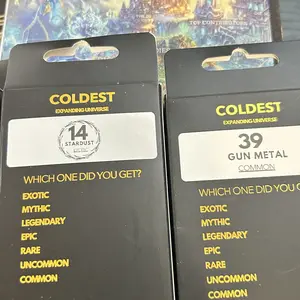 COLDEST
EXPANDING UNIVERSE
14
STARDUST
WHICH ONE DID YOU GET?
EXOTIC
MYTHIC
LEGENDARY
EPIC
RARE
UNCOMMON
COMMON
COLDEST
EXPANDING UNIVERSE
39
GUN METAL
COMMON
WHICH ONE DID YOU GET?
EXOTIC
MYTHIC
LEGENDARY
EPIC
RARE
UNCOMMON
COMMON